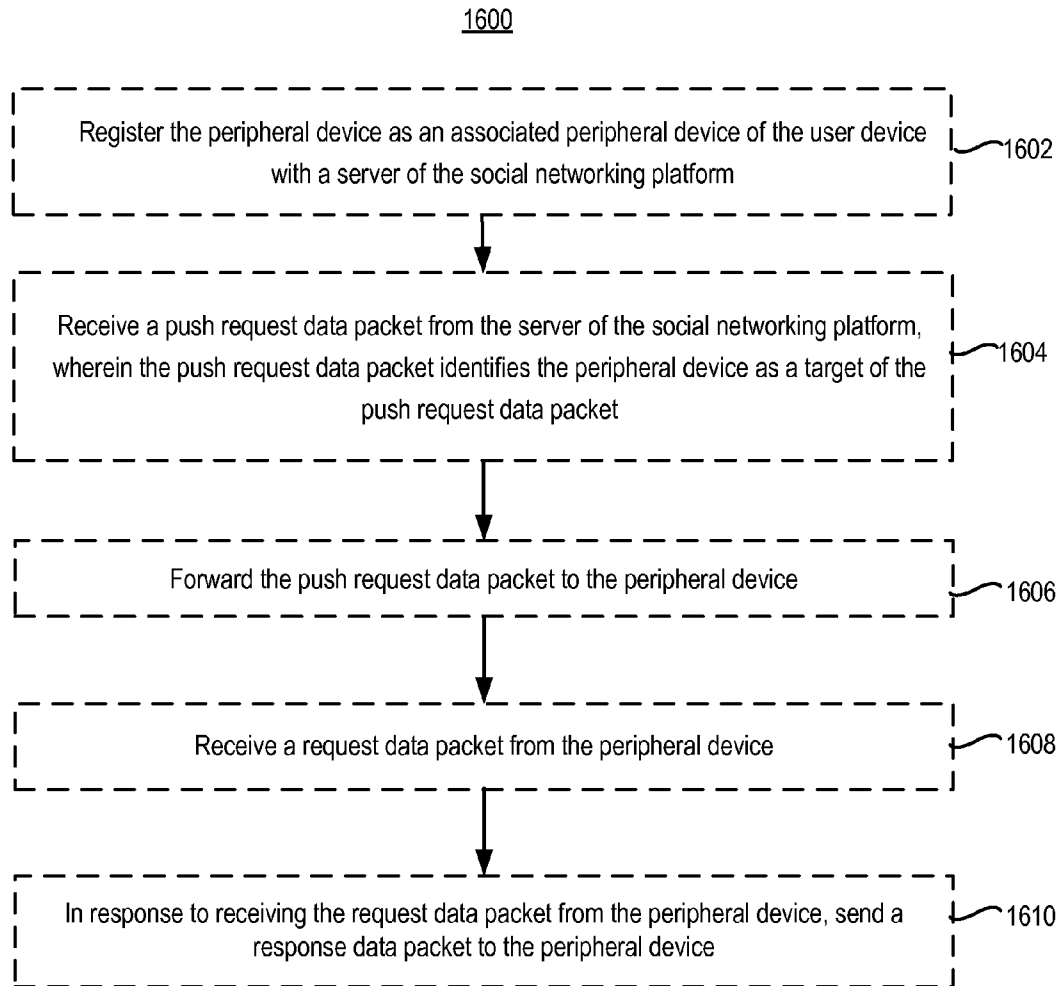 1600
Register the peripheral device as an associated peripheral device of the user device
with a server of the social networking platform
1602
Receive a push request data packet from the server of the social networking platform,
wherein the push request data packet identifies the peripheral device as a target of the
push request data packet
1604
Forward the push request data packet to the peripheral device
1606
Receive a request data packet from the peripheral device
1608
In response to receiving the request data packet from the peripheral device, send a
response data packet to the peripheral device
1610